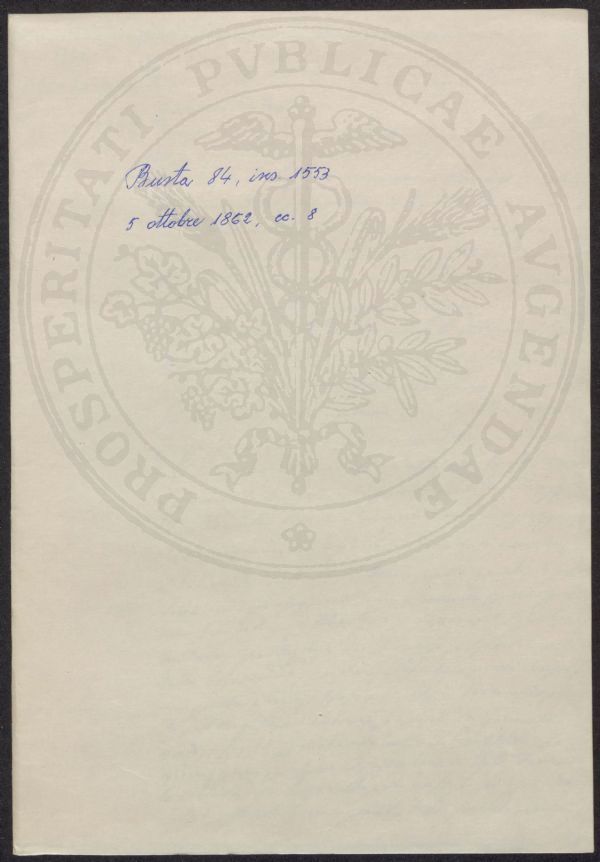 Busta 84, ins 1553
5 ottobre 1862, cc. 8
PROSPERITATI PVBLICAE AVGENDAE